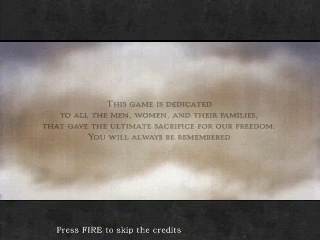 This game is dedicated
to all the men, women, and their families,
that gave the ultimate sacrifice for our freedom.
You will always be remembered
Press FIRE to skip the credits